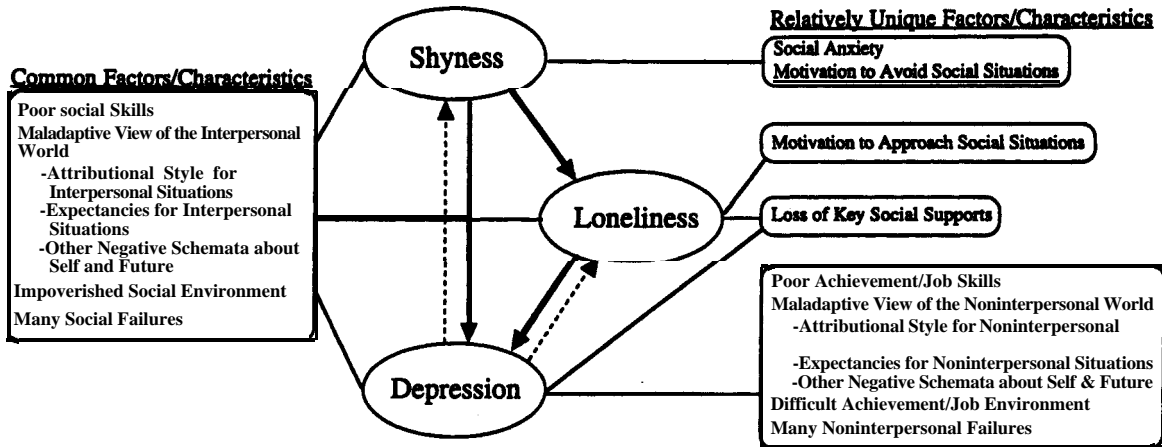 Common Factors/Characteristics
Poor social Skills
Maladaptive View of the Interpersonal
World
-Attributional Style for
Interpersonal Situations
-Expectancies for Interpersonal
Situations
-Other Negative Schemata about
Self and Future
Impoverished Social Environment
Many Social Failures
Shyness
Loneliness
Depression
Relatively Unique Factors/Characteristics
Social Anxiety
Motivation to Avoid Social Situations
Motivation to Approach Social Situations
Loss of Key Social Supports
Poor Achievement/Job Skills
Maladaptive View of the Noninterpersonal World
-Attributional Style for Noninterpersonal
-Expectancies for Noninterpersonal Situations
-Other Negative Schemata about Self & Future
Difficult Achievement/Job Environment
Many Noninterpersonal Failures